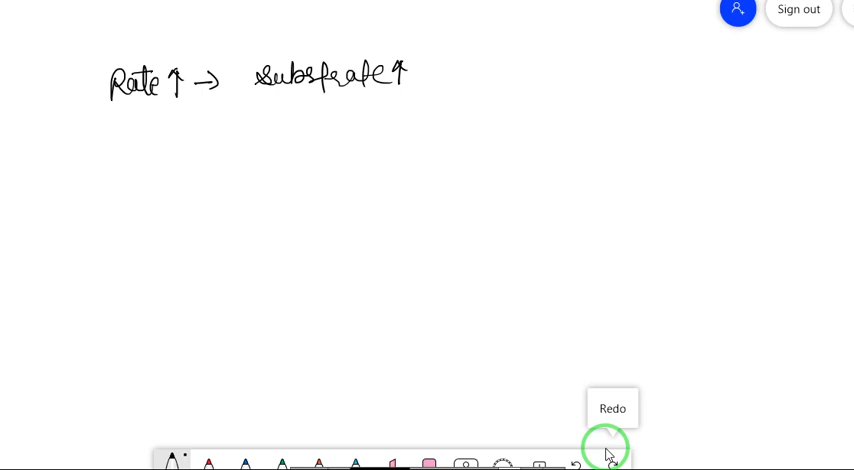 Sign out
Rate ↑ → substrate ↑
Redo